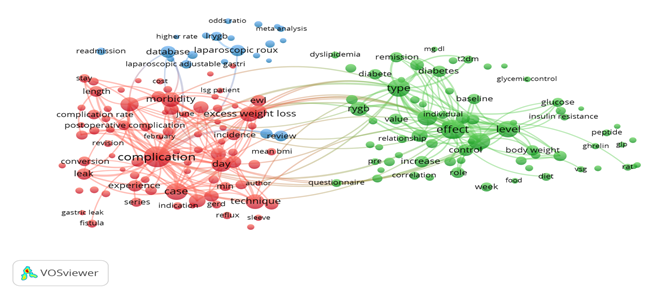 odds ratio
meta analysis
higher rate
lrygb
readmission
database
laparoscopic roux
laparoscopic adjustable gastri
dyslipidemia
mg dl
remission
t2dm
stay
cost
diabete
diabetes
glycemic control
length
lsg patient
type
morbidity
ewl
baseline
rygb
glucose
complication rate
june
excess weight loss
individual
insulin resistance
value
postoperative complication
effect
level
february
incidence
review
peptide
revision
relationship
glp
ghrelin
mean bmi
control
body weight
complication
conversion
day
pre
increase
rat
leak
role
vsg
correlation
diet
experience
min
author
questionnaire
food
case
week
series
indication
gerd
technique
gastric leak
reflux
sleeve
fistula
VOSviewer